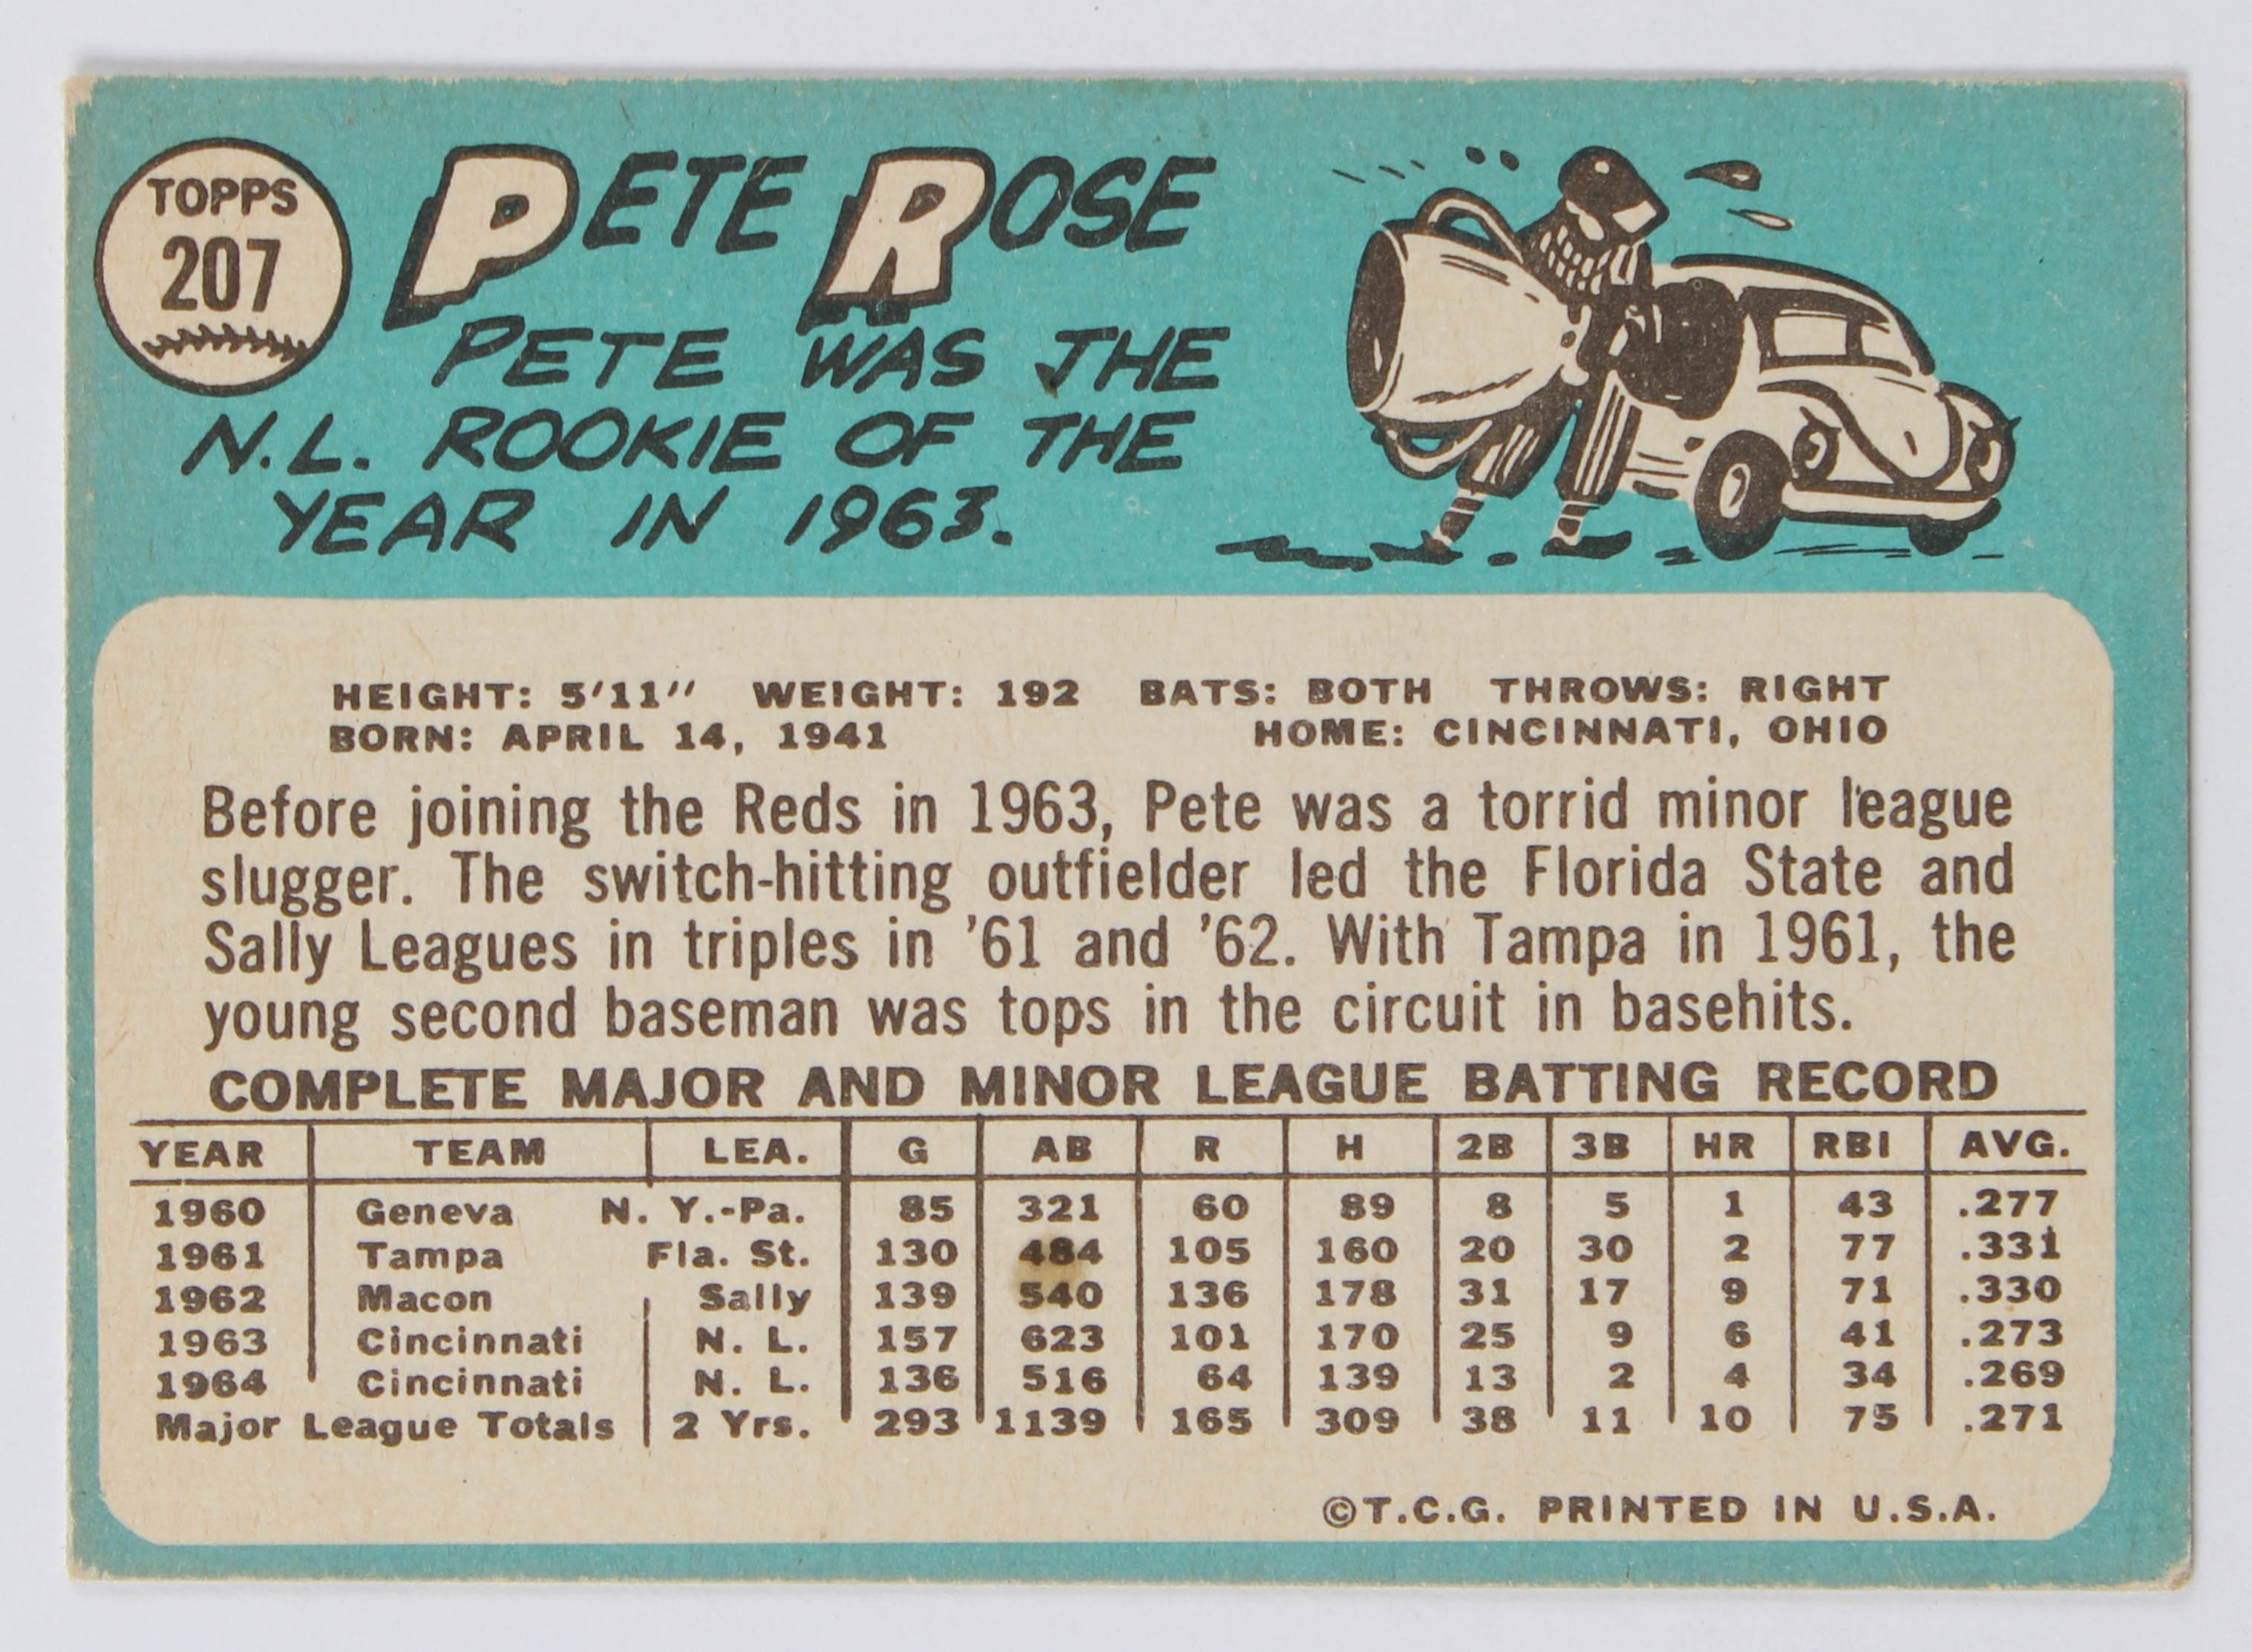 TOPPS
207
PETE ROSE
PETE WAS THE
N.L. ROOKIE OF THE
YEAR IN 1963.
HEIGHT: 5'11" WEIGHT: 192 BATS: BOTH THROWS: RIGHT
BORN: APRIL 14, 1941 HOME: CINCINNATI, OHIO
Before joining the Reds in 1963, Pete was a torrid minor league
slugger. The switch-hitting outfielder led the Florida State and
Sally Leagues in triples in '61 and '62. With Tampa in 1961, the
young second baseman was tops in the circuit in basehits.
COMPLETE MAJOR AND MINOR LEAGUE BATTING RECORD
YEAR TEAM LEA. G AB R H 2B 3B HR RBI AVG.
1960 Geneva N. Y.-Pa. 85 321 60 89 8 5 1 43 .277
1961 Tampa Fla. St. 130 484 105 160 20 30 2 77 .331
1962 Macon Sally 139 540 136 178 31 17 9 71 .330
1963 Cincinnati N. L. 157 623 101 170 25 9 6 41 .273
1964 Cincinnati N. L. 136 516 64 139 13 2 4 34 .269
Major League Totals 2 Yrs. 293 1139 165 309 38 11 10 75 .271
©T.C.G. PRINTED IN U.S.A.